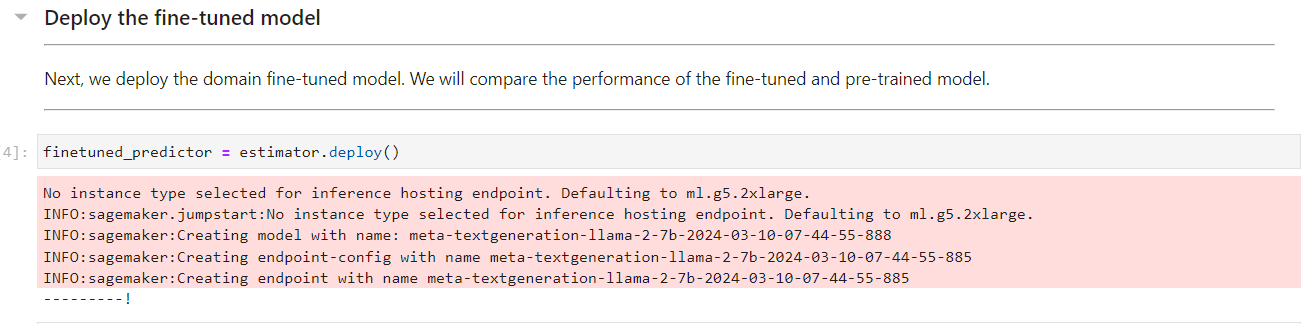 Deploy the fine-tuned model
Next, we deploy the domain fine-tuned model. We will compare the performance of the fine-tuned and pre-trained model.
4]: finetuned_predictor = estimator.deploy()
No instance type selected for inference hosting endpoint. Defaulting to ml.g5.2xlarge.
INFO:sagemaker.jumpstart:No instance type selected for inference hosting endpoint. Defaulting to ml.g5.2xlarge.
INFO:sagemaker:Creating model with name: meta-textgeneration-llama-2-7b-2024-03-10-07-44-55-888
INFO:sagemaker:Creating endpoint-config with name meta-textgeneration-llama-2-7b-2024-03-10-07-44-55-885
INFO:sagemaker:Creating endpoint with name meta-textgeneration-llama-2-7b-2024-03-10-07-44-55-885
---------!